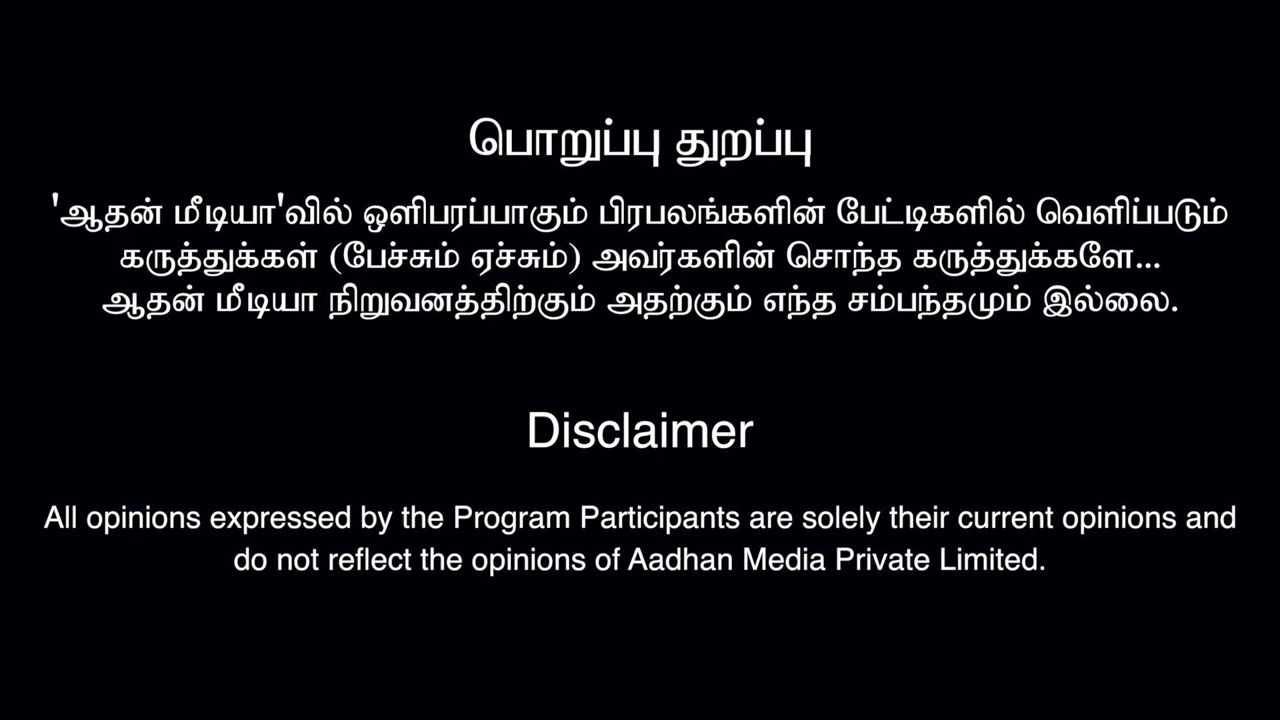 பொறுப்பு துறப்பு
'ஆதன் மீடியா'வில் ஒளிபரப்பாகும் பிரபலங்களின் பேட்டிகளில் வெளிப்படும்
கருத்துக்கள் (பேச்சும் ஏச்சும்) அவர்களின் சொந்த கருத்துக்களே...
ஆதன் மீடியா நிறுவனத்திற்கும் அதற்கும் எந்த சம்பந்தமும் இல்லை.
Disclaimer
All opinions expressed by the Program Participants are solely their current opinions and
do not reflect the opinions of Aadhan Media Private Limited.